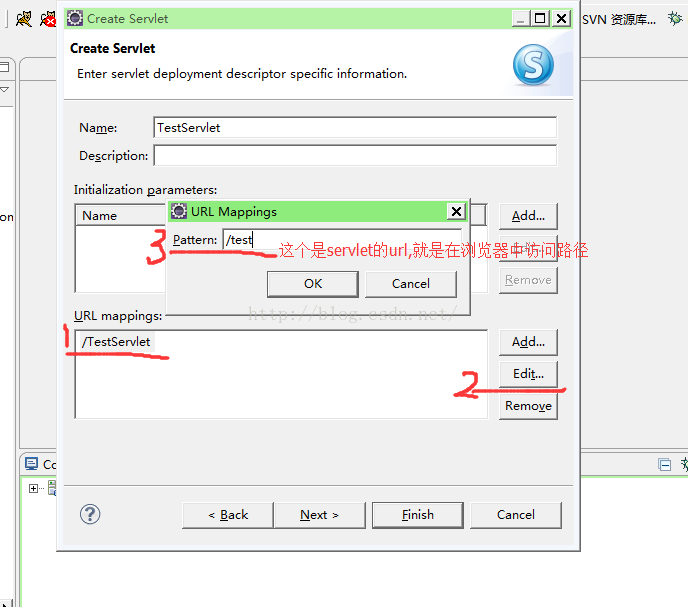 Create Servlet
SVN 资源库...
Create Servlet
Enter servlet deployment descriptor specific information.
S
Name: TestServlet
Description:
Initialization parameters:
Name
Add...
on
URL Mappings
3 Pattern: /test
这个是servlet的url,就是在浏览器中访问路径
Remove
OK Cancel
http://blog.csdn.net/
URL mappings:
1 /TestServlet
Add...
2 Edit...
Remove
Co
? < Back Next > Finish Cancel